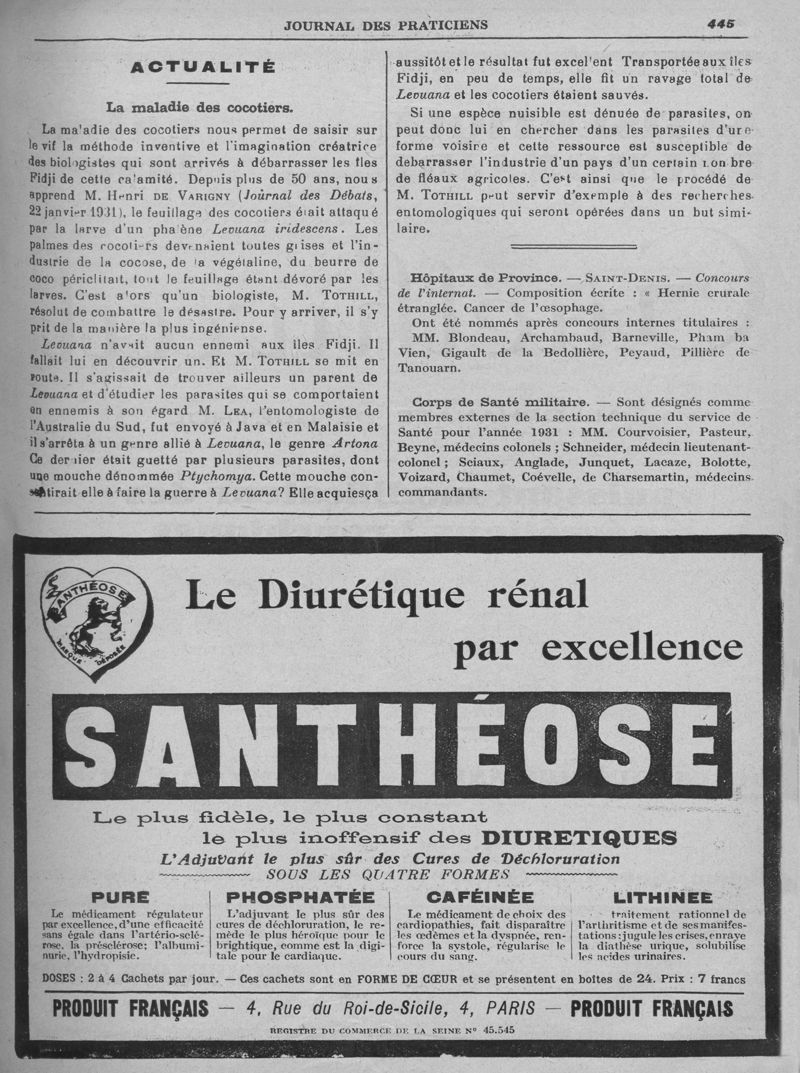 JOURNAL DES PRATICIENS 445
ACTUALITÉ
La maladie des cocotiers.
La ma'adie des cocotiers nous permet de saisir sur
le vif la méthode inventive et l'imagination créatrice
des biologistes qui sont arrivés à débarrasser les îles
Fidji de cette ca'amité. Depuis plus de 50 ans, nous
apprend M. Henri DE VARIGNY (Journal des Débats,
22 janvier 1931), le feuillage des cocotiers était attaqué
par la larve d'un pha'ène Levuana iridescens. Les
palmes des cocotiers devenaient toutes grises et l'in-
dustrie de la cocose, de 'a végétaline, du beurre de
coco périclitait, tout le feuillage étant dévoré par les
larves. C'est a'ors qu'un biologiste, M. TOTHILL,
résolut de combattre le désastre. Pour y arriver, il s'y
prit de la manière la plus ingéniense.
Levuana n'avait aucun ennemi aux îles Fidji. Il
fallait lui en découvrir un. Et M. TOTHILL se mit en
route. Il s'agissait de trouver ailleurs un parent de
Levuana et d'étudier les parasites qui se comportaient
en ennemis à son égard M. LEA, l'entomologiste de
l'Australie du Sud, fut envoyé à Java et en Malaisie et
il s'arrêta à un genre allié à Levuana, le genre Artona
Ce dernier était guetté par plusieurs parasites, dont
une mouche dénommée Ptychomya. Cette mouche con-
sentirait elle à faire la guerre à Levuana? Elle acquiesça
aussitôt et le résultat fut excel'ent Transportée aux îles
Fidji, en peu de temps, elle fit un ravage total de
Levuana et les cocotiers étaient sauvés.
Si une espèce nuisible est dénuée de parasites, on
peut donc lui en chercher dans les parasites d'une
forme voisine et cette ressource est susceptible de
debarrasser l'industrie d'un pays d'un certain nombre
de fléaux agricoles. C'est ainsi que le procédé de
M. TOTHILL peut servir d'exemple à des recherches
entomologiques qui seront opérées dans un but simi-
laire.
Hôpitaux de Province. — SAINT-DENIS. — Concours
de l'internat. — Composition écrite : « Hernie crurale
étranglée. Cancer de l'œsophage.
Ont été nommés après concours internes titulaires :
MM. Blondeau, Archambaud, Barneville, Pham ba
Vien, Gigault de la Bedollière, Peyaud, Pillière de
Tanouarn.
Corps de Santé militaire. — Sont désignés comme
membres externes de la section technique du service de
Santé pour l'année 1931 : MM. Courvoisier, Pasteur,
Beyne, médecins colonels ; Schneider, médecin lieutenant-
colonel ; Sciaux, Anglade, Junquet, Lacaze, Bolotte,
Voizard, Chaumet, Coévelle, de Charsemartin, médecins
commandants.
SANTHÉOSE
MARQUE DÉPOSÉE
Le Diurétique rénal
par excellence
SANTHÉOSE
Le plus fidèle, le plus constant
le plus inoffensif des DIURETIQUES
L'Adjuvant le plus sûr des Cures de Déchloruration
SOUS LES QUATRE FORMES
PURE
Le médicament régulateur
par excellence, d'une efficacité
sans égale dans l'artério-sclé-
rose, la présclérose; l'albumi-
nurie, l'hydropisie.
PHOSPHATÉE
L'adjuvant le plus sûr des
cures de déchloruration, le re-
mède le plus héroïque pour le
brightique, comme est la digi-
tale pour le cardiaque.
CAFÉINÉE
Le médicament de choix des
cardiopathies, fait disparaître
les œdèmes et la dyspnée, ren-
force la systole, régularise le
cours du sang.
LITHINEE
traitement rationnel de
l'arthritisme et de ses manifes-
tations : jugule les crises, enraye
la diathèse urique, solubilise
les acides urinaires.
DOSES : 2 à 4 Cachets par jour. — Ces cachets sont en FORME DE CŒUR et se présentent en boîtes de 24. Prix : 7 francs
PRODUIT FRANÇAIS — 4, Rue du Roi-de-Sicile, 4, PARIS — PRODUIT FRANÇAIS
REGISTRE DU COMMERCE DE LA SEINE Nº 45.545